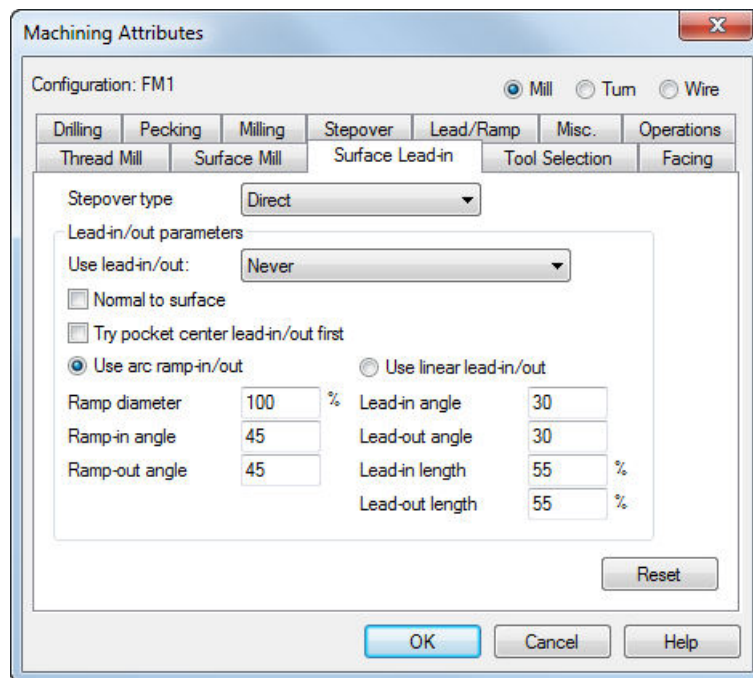 Machining Attributes
Configuration: FM1 Mill Turn Wire
Drilling Pecking Milling Stepover Lead/Ramp Misc. Operations
Thread Mill Surface Mill Surface Lead-in Tool Selection Facing
Stepover type Direct
Lead-in/out parameters
Use lead-in/out: Never
Normal to surface
Try pocket center lead-in/out first
Use arc ramp-in/out Use linear lead-in/out
Ramp diameter 100 % Lead-in angle 30
Ramp-in angle 45 Lead-out angle 30
Ramp-out angle 45 Lead-in length 55 %
Lead-out length 55 %
Reset
OK Cancel Help